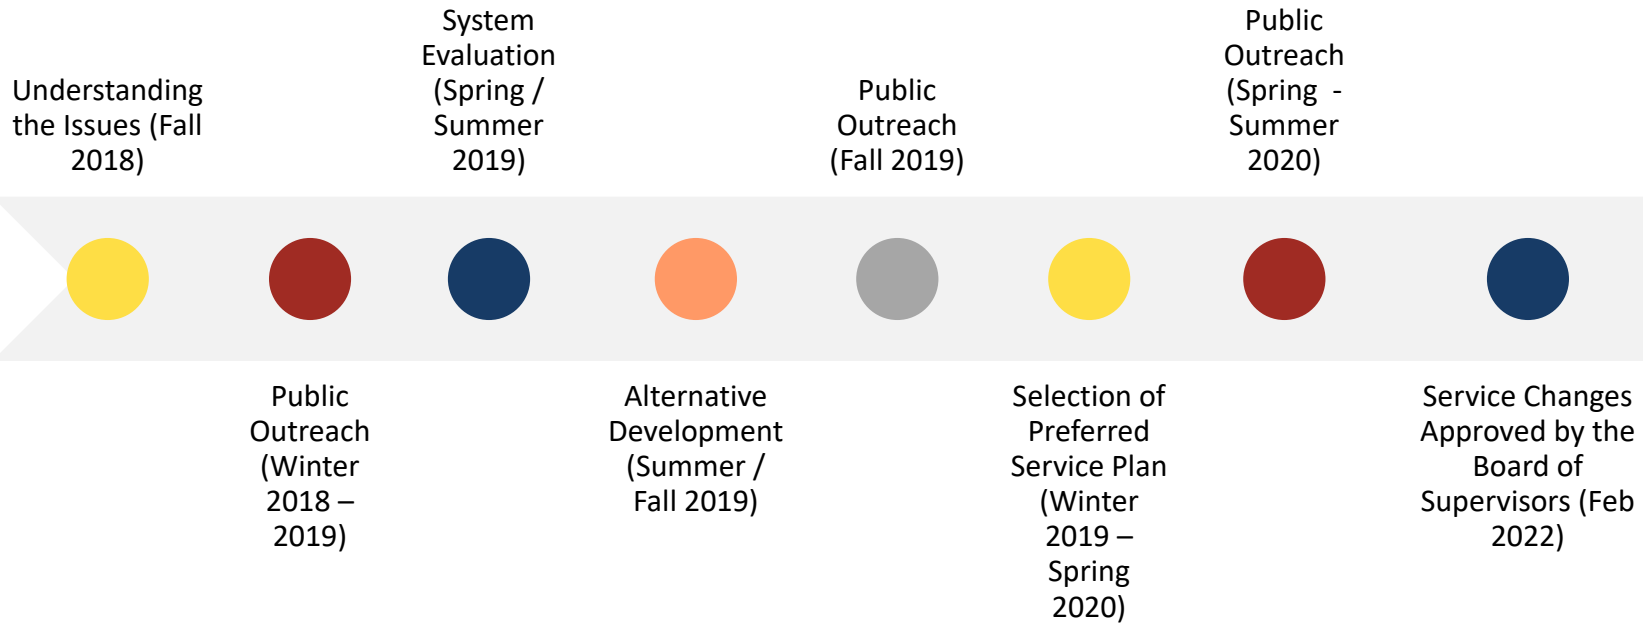 Understanding
the Issues (Fall
2018)
Public
Outreach
(Winter
2018 –
2019)
System
Evaluation
(Spring /
Summer
2019)
Alternative
Development
(Summer /
Fall 2019)
Public
Outreach
(Fall 2019)
Selection of
Preferred
Service Plan
(Winter
2019 –
Spring
2020)
Public
Outreach
(Spring  -
Summer
2020)
Service Changes
Approved by the
Board of
Supervisors (Feb
2022)